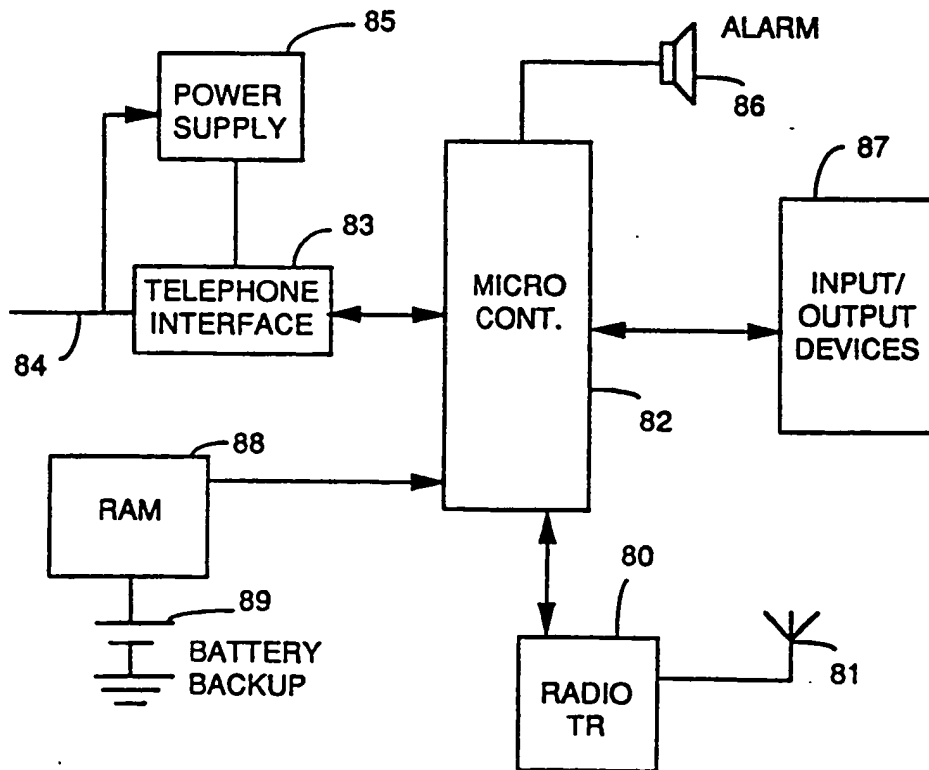 85
ALARM
POWER
SUPPLY
86
87
83
TELEPHONE
INTERFACE
MICRO
CONT.
INPUT/
OUTPUT
DEVICES
84
82
88
RAM
80
89
BATTERY
BACKUP
81
RADIO
TR